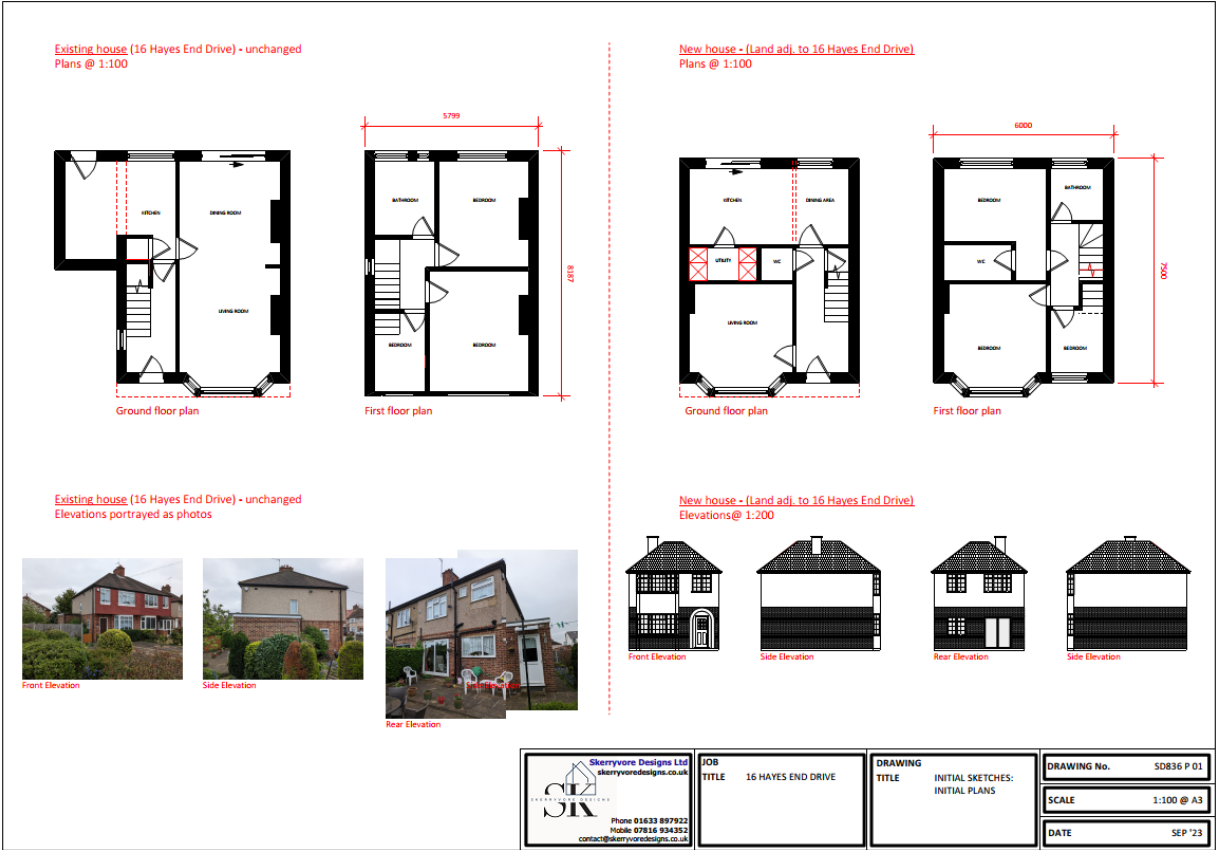 Existing house (16 Hayes End Drive) - unchanged
Plans @ 1:100
5799
8387
BATHROOM
BEDROOM
KITCHEN
DINING ROOM
LIVING ROOM
BEDROOM
BEDROOM
Ground floor plan
First floor plan
New house - (Land adj. to 16 Hayes End Drive)
Plans @ 1:100
6000
7500
KITCHEN
DINING AREA
BEDROOM
BATHROOM
UTILITY
WC
WC
LIVING ROOM
BEDROOM
BEDROOM
Ground floor plan
First floor plan
Existing house (16 Hayes End Drive) - unchanged
Elevations portrayed as photos
Front Elevation
Side Elevation
Rear Elevation
New house - (Land adj. to 16 Hayes End Drive)
Elevations@ 1:200
Front Elevation
Side Elevation
Rear Elevation
Side Elevation
SK
SKERRYVORE DESIGNS
Skerryvore Designs Ltd
skerryvoredesigns.co.uk
Phone 01633 897922
Mobile 07816 934352
contact@skerryvoredesigns.co.uk
JOB
TITLE 16 HAYES END DRIVE
DRAWING
TITLE INITIAL SKETCHES:
INITIAL PLANS
DRAWING No. SD836 P 01
SCALE 1:100 @ A3
DATE SEP '23